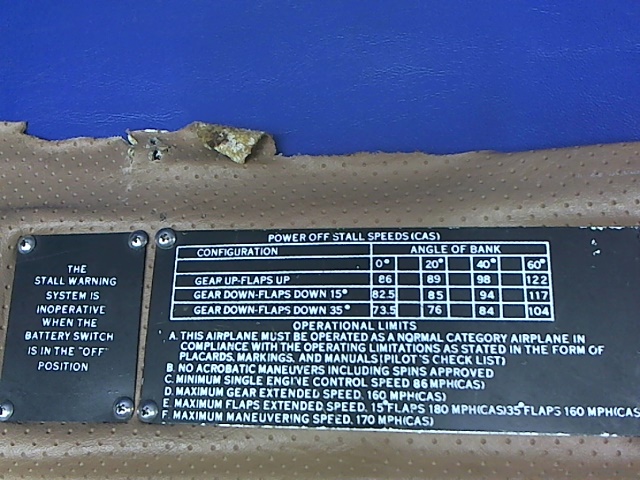 THE
STALL WARNING
SYSTEM IS
INOPERATIVE
WHEN THE
BATTERY SWITCH
IS IN THE "OFF"
POSITION
POWER OFF STALL SPEEDS (CAS)
CONFIGURATION ANGLE OF BANK
0° 20° 40° 60°
GEAR UP-FLAPS UP 86 89 98 122
GEAR DOWN-FLAPS DOWN 15° 82.5 85 94 117
GEAR DOWN-FLAPS DOWN 35° 73.5 76 84 104
OPERATIONAL LIMITS
A. THIS AIRPLANE MUST BE OPERATED AS A NORMAL CATEGORY AIRPLANE IN
COMPLIANCE WITH THE OPERATING LIMITATIONS AS STATED IN THE FORM OF
PLACARDS, MARKINGS, AND MANUALS (PILOT'S CHECK LIST)
B. NO ACROBATIC MANEUVERS INCLUDING SPINS APPROVED
C. MINIMUM SINGLE ENGINE CONTROL SPEED 86 MPH(CAS)
D. MAXIMUM GEAR EXTENDED SPEED. 160 MPH(CAS)
E. MAXIMUM FLAPS EXTENDED SPEED. 15°FLAPS 180 MPH(CAS)35°FLAPS 160 MPH(CAS
F. MAXIMUM MANEUVERING SPEED. 170 MPH(CAS)